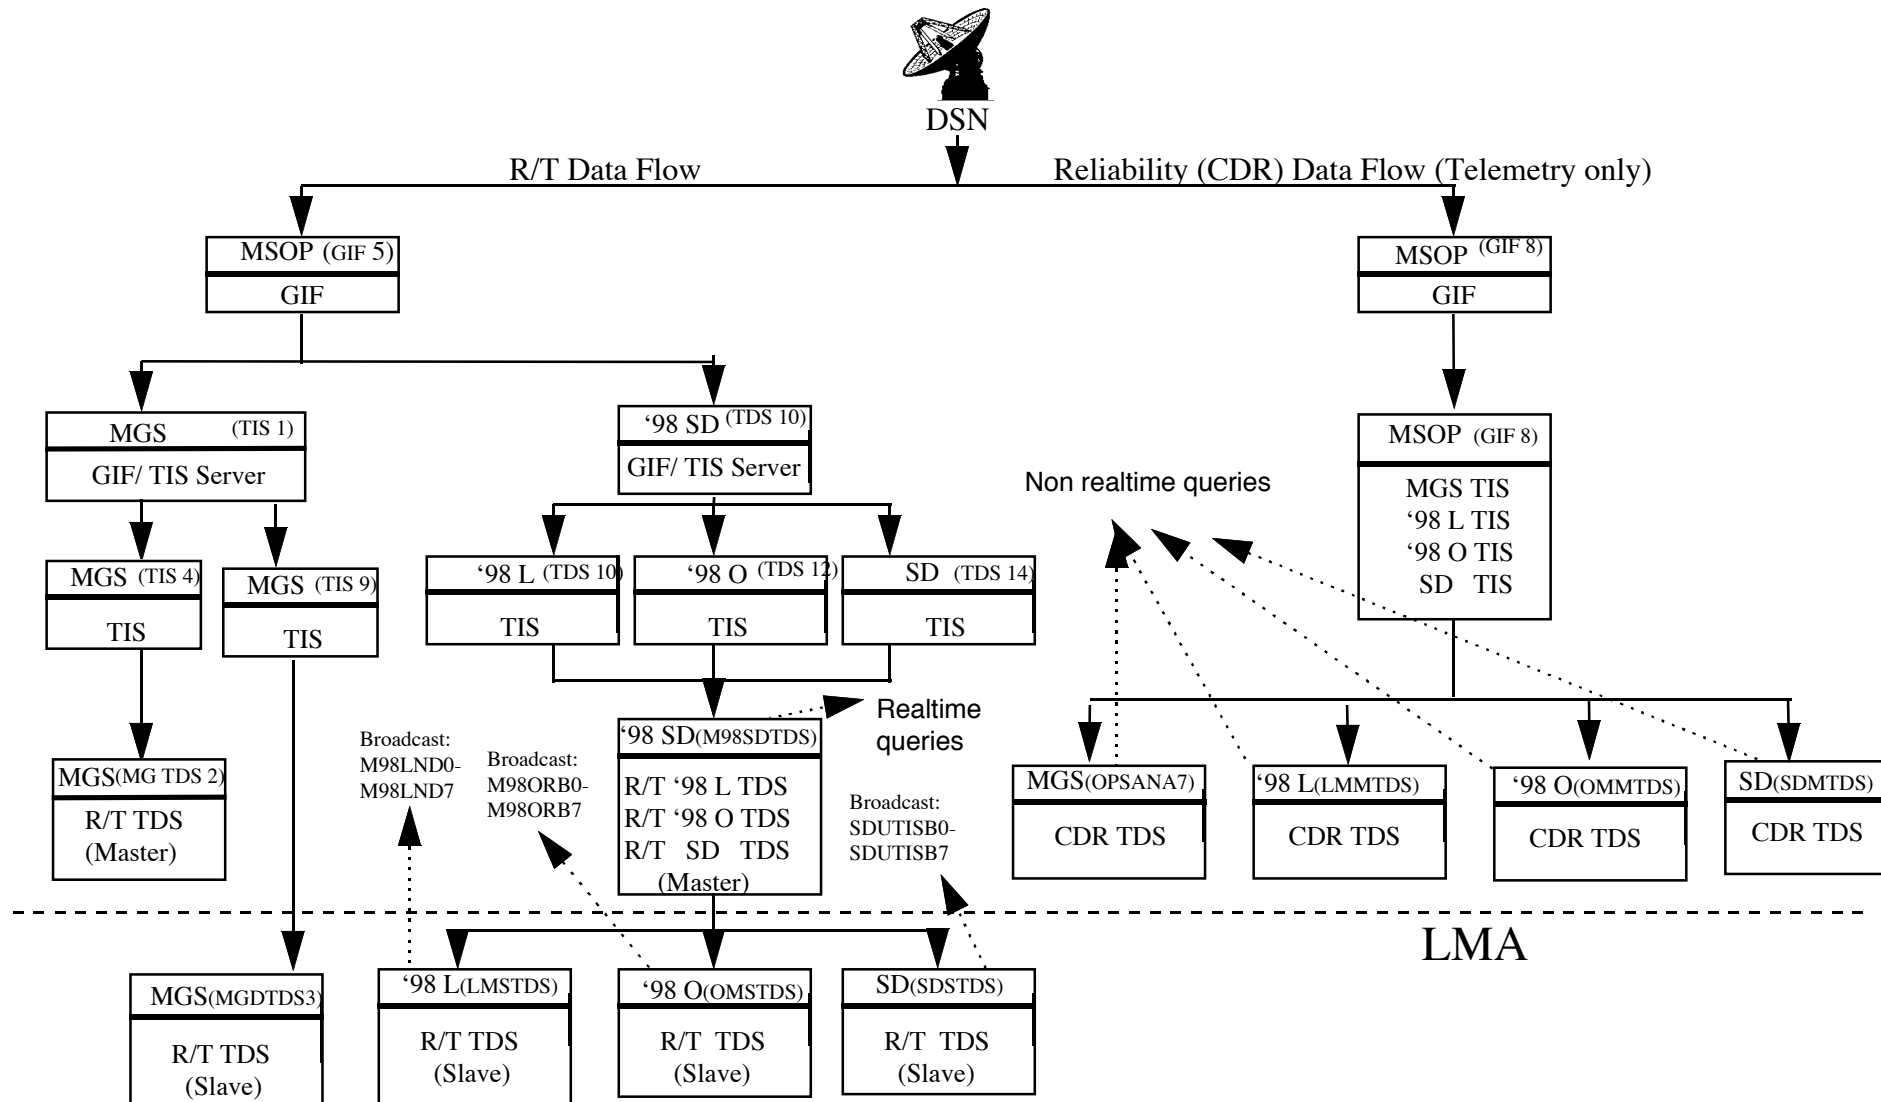 DSN
R/T Data Flow
Reliability (CDR) Data Flow (Telemetry only)
MSOP (GIF 5)
GIF
MSOP (GIF 8)
GIF
MGS (TIS 1)
GIF/ TIS Server
‘98 SD (TDS 10)
GIF/ TIS Server
MSOP (GIF 8)
MGS TIS
‘98 L TIS
‘98 O TIS
SD TIS
Non realtime queries
MGS (TIS 4)
TIS
MGS (TIS 9)
TIS
‘98 L (TDS 10)
TIS
‘98 O (TDS 12)
TIS
SD (TDS 14)
TIS
Realtime
queries
Broadcast:
M98LND0-
M98LND7
Broadcast:
M98ORB0-
M98ORB7
‘98 SD(M98SDTDS)
R/T ‘98 L TDS
R/T ‘98 O TDS
R/T SD TDS
(Master)
Broadcast:
SDUTISB0-
SDUTISB7
MGS(MG TDS 2)
R/T TDS
(Master)
MGS(OPSANA7)
CDR TDS
‘98 L(LMMTDS)
CDR TDS
‘98 O(OMMTDS)
CDR TDS
SD(SDMTDS)
CDR TDS
LMA
MGS(MGDTDS3)
R/T TDS
(Slave)
‘98 L(LMSTDS)
R/T TDS
(Slave)
‘98 O(OMSTDS)
R/T TDS
(Slave)
SD(SDSTDS)
R/T TDS
(Slave)